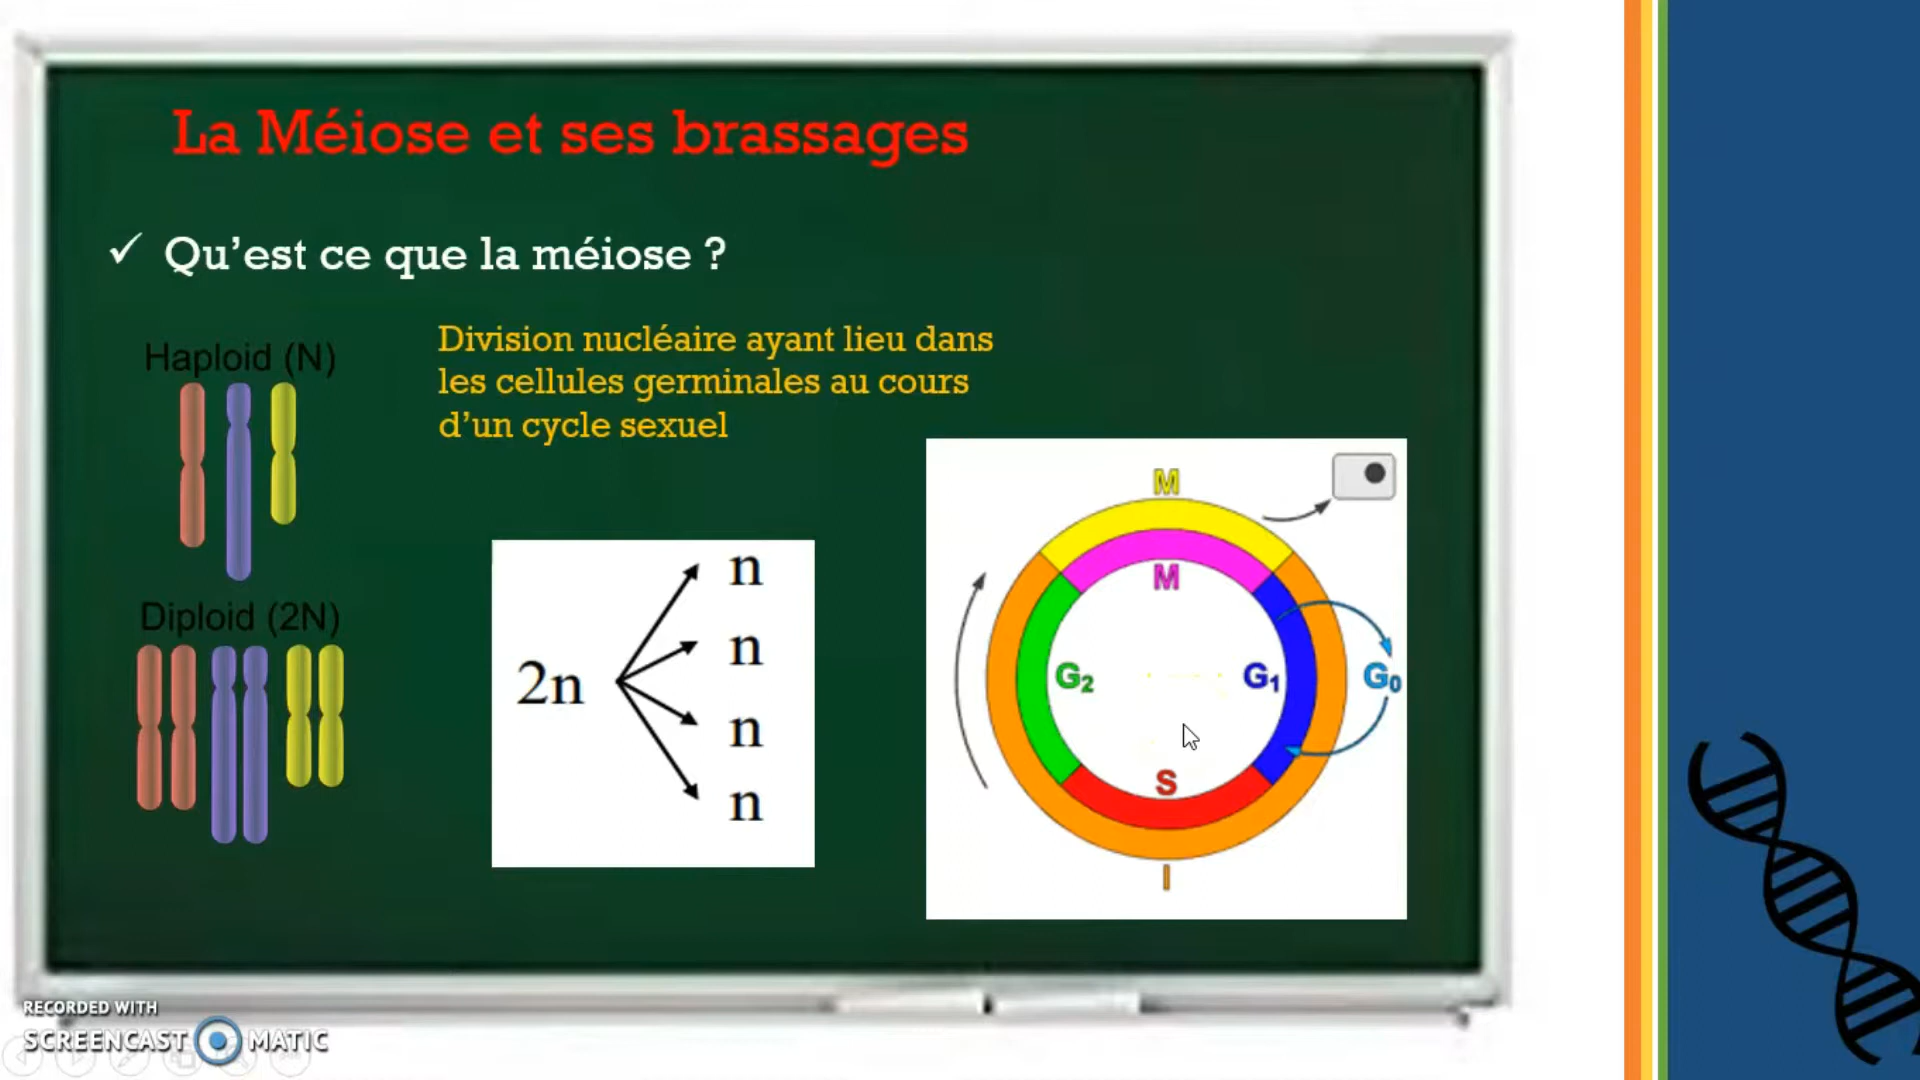 La Méiose et ses brassages
✓ Qu’est ce que la méiose ?
Haploid (N)
Division nucléaire ayant lieu dans
les cellules germinales au cours
d’un cycle sexuel
Diploid (2N)
2n
n
n
n
n
M
M
G₂
G₁
G₀
S
I
RECORDED WITH
SCREENCAST MATIC